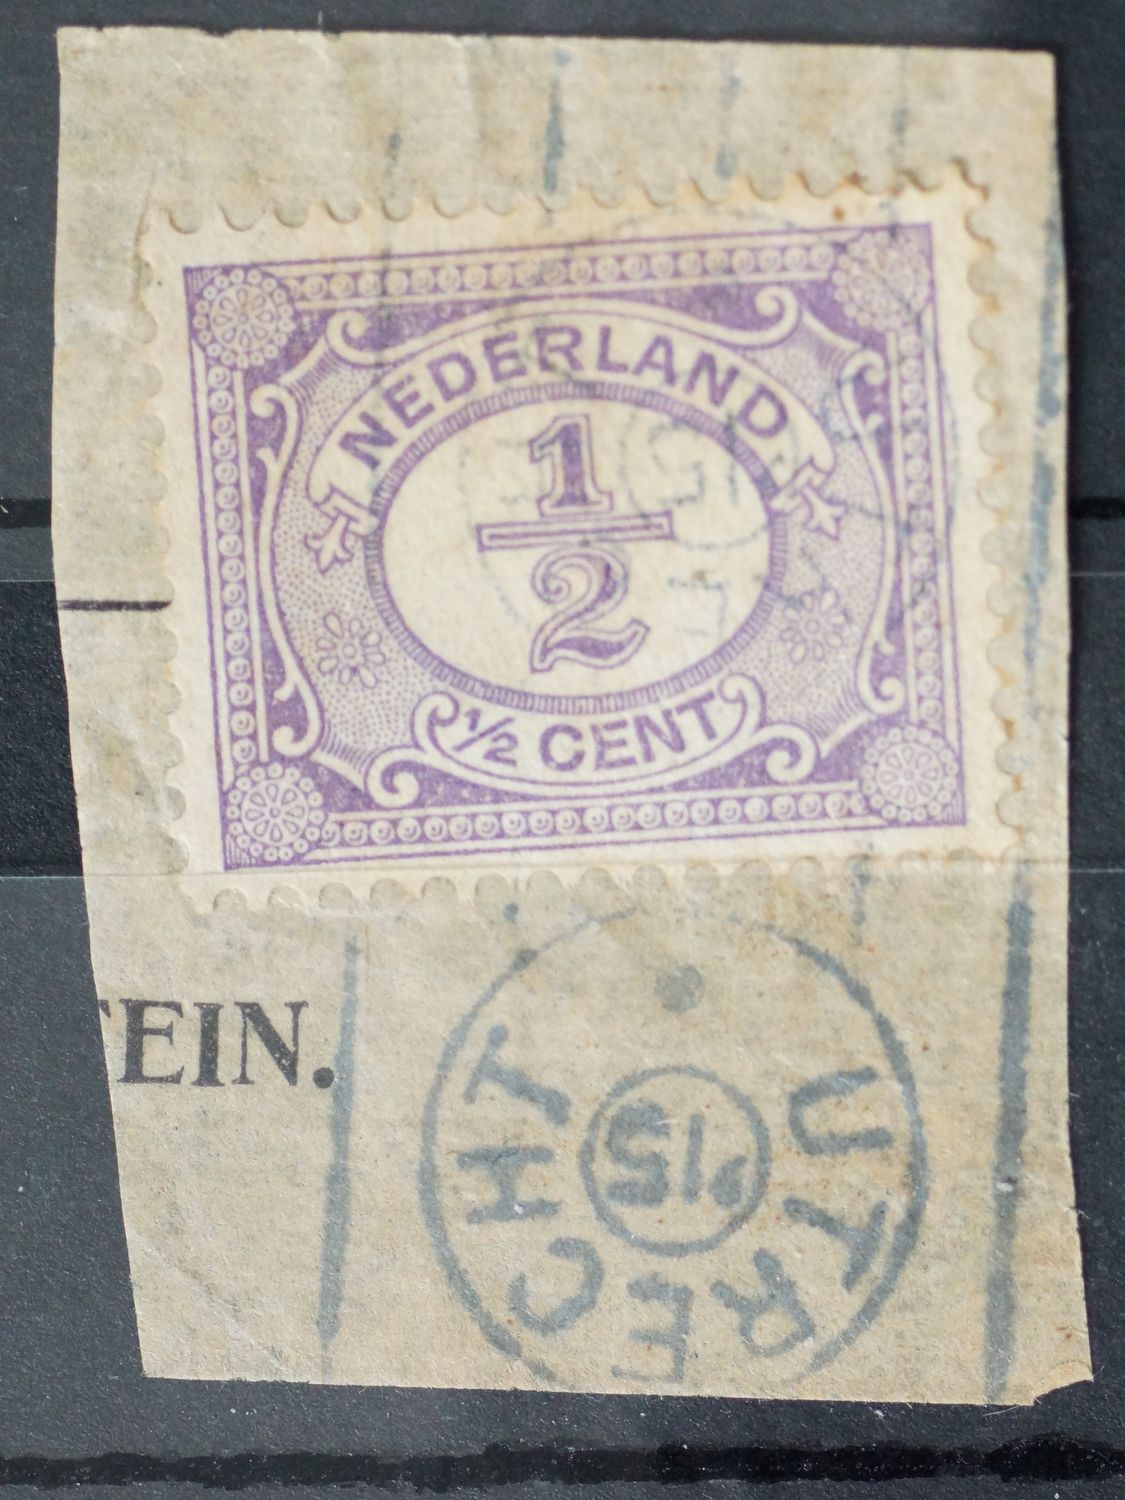 NEDERLAND
1/2
½ CENT
TEIN.
UTRECHT
'15